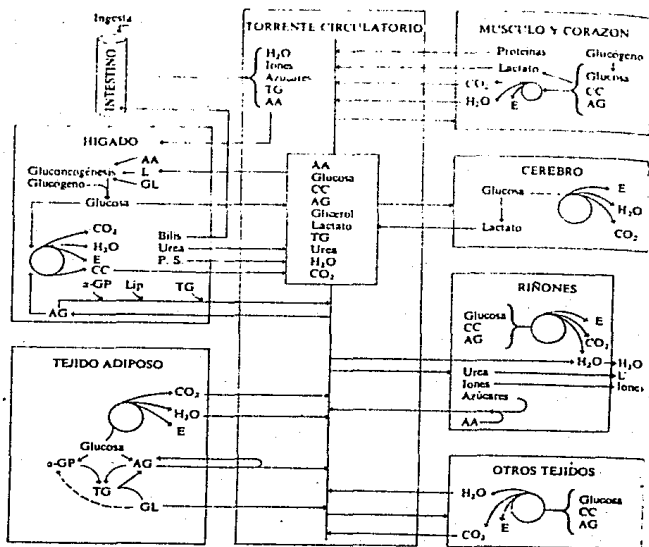 Ingesta
INTESTINO
TORRENTE CIRCULATORIO
H₂O
Iones
Azúcares
TG
AA
MUSCULO Y CORAZON
Proteínas
Glucógeno
Lactato
Glucosa
CO₂
CC
H₂O
E
AG
HIGADO
AA
Gluconcogénesis
L
Glucógeno
GL
Glucosa
CO₂
H₂O
E
CC
Bilis
Urea
P. S.
α-GP
Lip
TG
AG
AA
Glucosa
CC
AG
Glicerol
Lactato
TG
Urea
H₂O
CO₂
CEREBRO
Glucosa
E
H₂O
Lactato
CO₂
RIÑONES
Glucosa
CC
AG
E
CO₂
H₂O
H₂O
Urea
Iones
Iones
Azúcares
AA
TEJIDO ADIPOSO
CO₂
H₂O
E
Glucosa
α-GP
AG
TG
GL
OTROS TEJIDOS
H₂O
Glucosa
CC
AG
CO₂
E